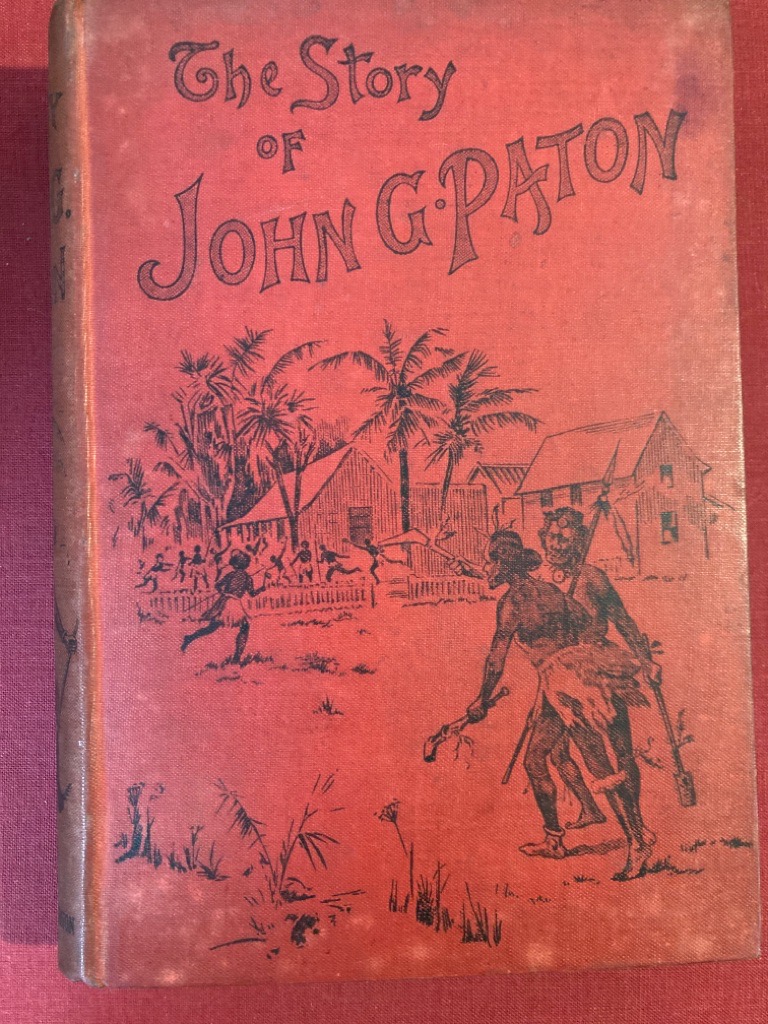 The Story
OF
JOHN G. PATON